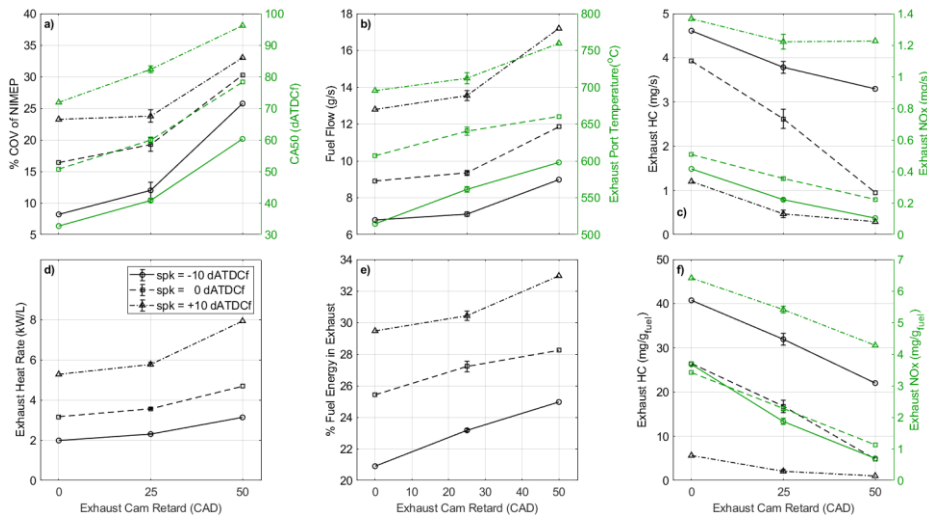 a)
40
35
30
25
20
15
10
5
% COV of NIMEP
100
90
80
70
60
50
40
30
CA50 (dATDCf)
b)
18
16
14
12
10
8
6
Fuel Flow (g/s)
800
750
700
650
600
550
500
Exhaust Port Temperature(°C)
c)
5
4
3
2
1
0
Exhaust HC (mg/s)
1.4
1.2
1
0.8
0.6
0.4
0.2
0
Exhaust NOx (mg/s)
d)
spk = -10 dATDCf
spk = 0 dATDCf
spk = +10 dATDCf
8
6
4
2
0
Exhaust Heat Rate (kW/L)
0 25 50
Exhaust Cam Retard (CAD)
e)
34
32
30
28
26
24
22
20
% Fuel Energy in Exhaust
0 10 20 30 40 50
Exhaust Cam Retard (CAD)
f)
50
40
30
20
10
0
Exhaust HC (mg/g_fuel)
7
6
5
4
3
2
1
0
Exhaust NOx (mg/g_fuel)
0 25 50
Exhaust Cam Retard (CAD)